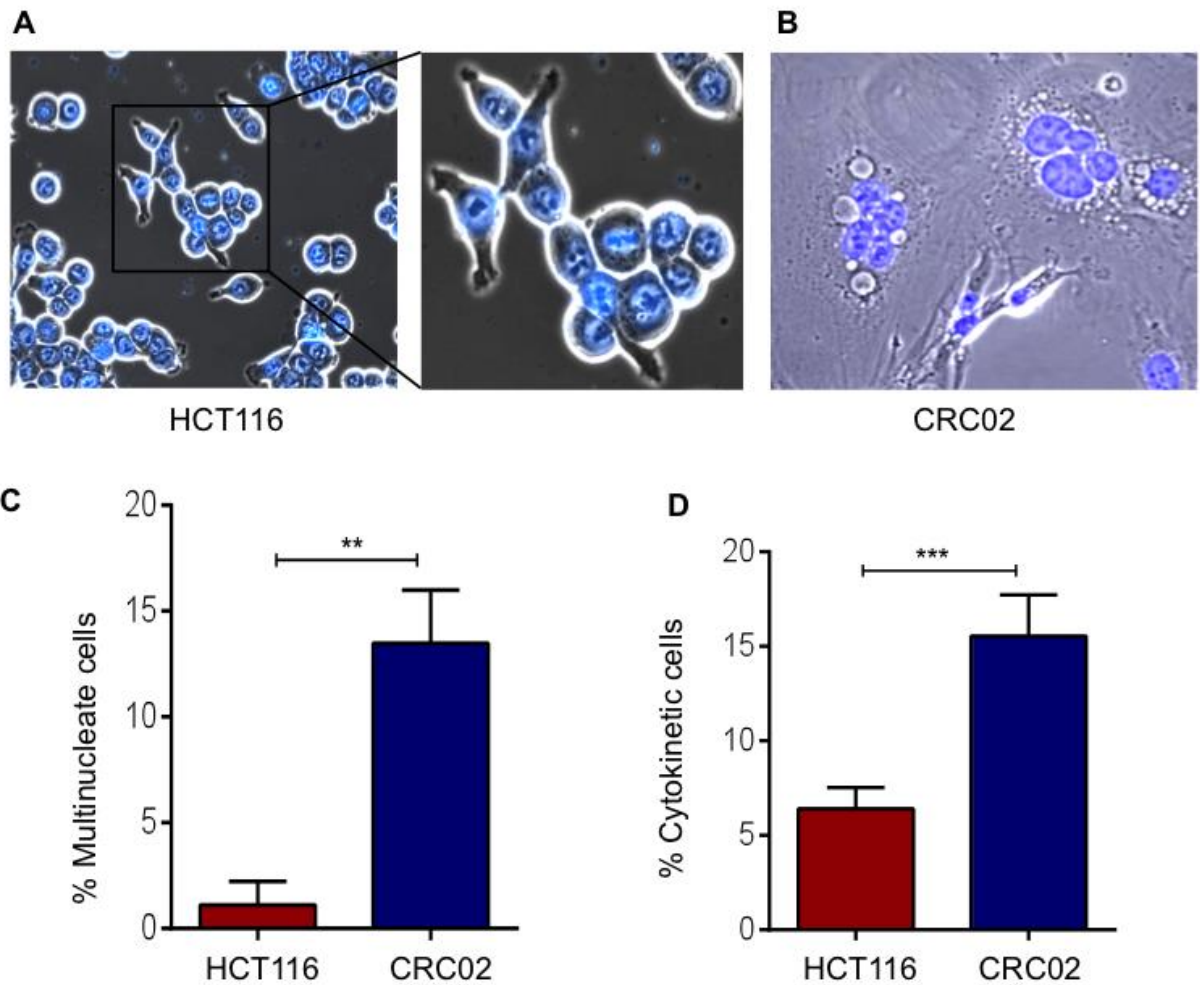 A
B
HCT116
CRC02
C
20
15
10
5
0
% Multinucleate cells
**
HCT116
CRC02
D
20
15
10
5
0
% Cytokinetic cells
***
HCT116
CRC02